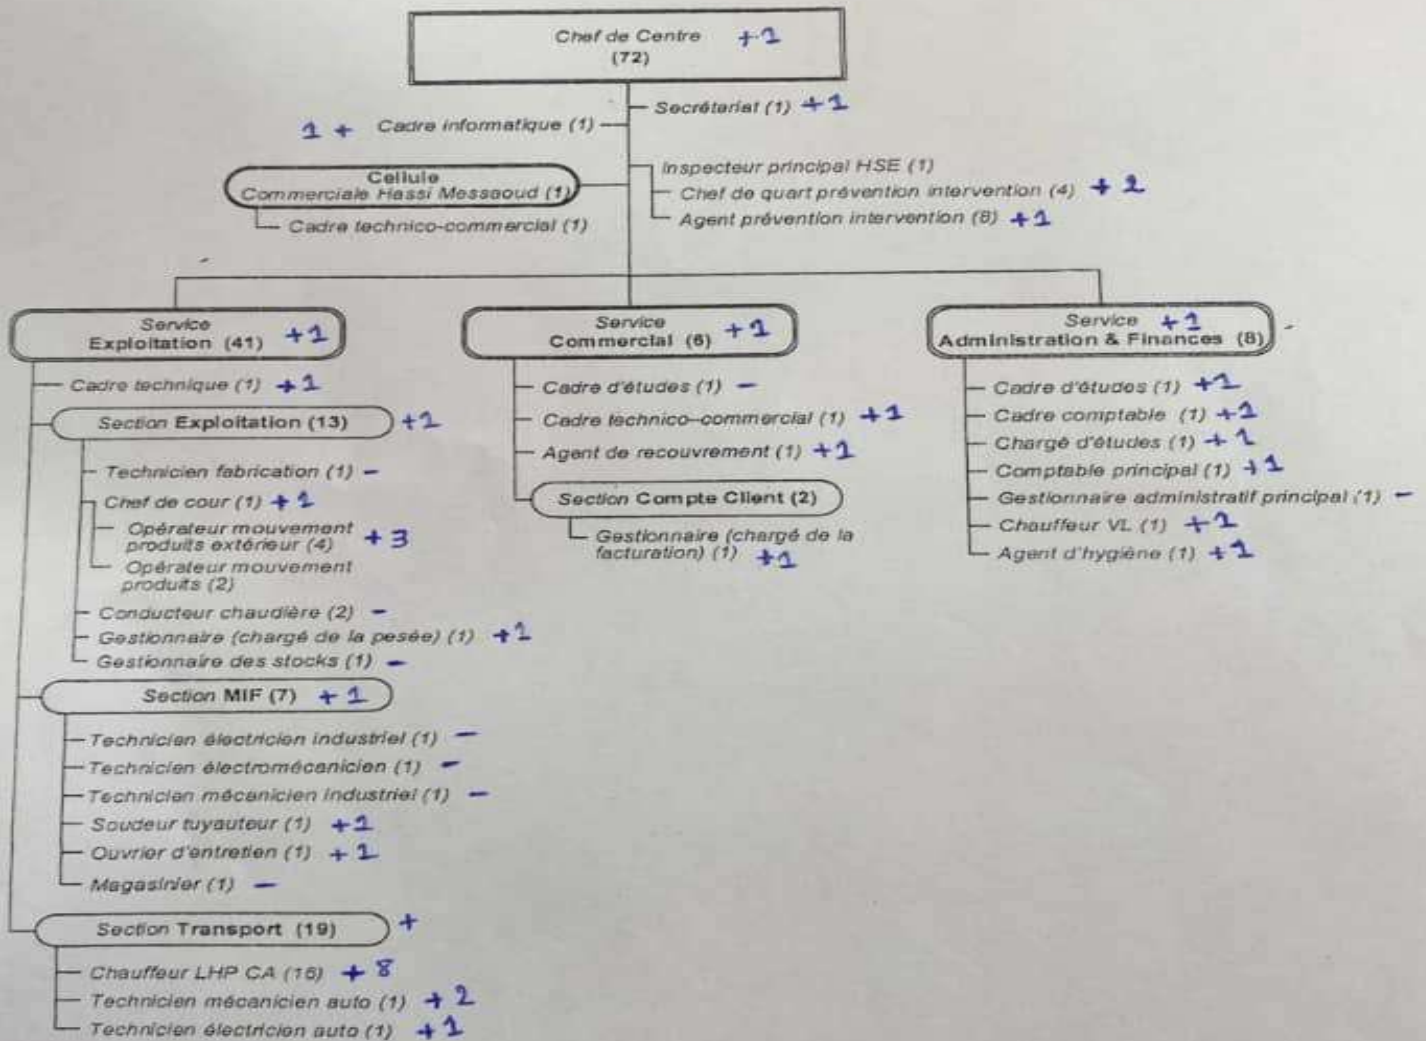 Chef de Centre +1
(72)
Secrétariat (1) +1
1 + Cadre informatique (1)
Cellule
Commerciale Hassi Messaoud (1)
Cadre technico-commercial (1)
Inspecteur principal HSE (1)
Chef de quart prévention intervention (4) +2
Agent prévention intervention (8) +1
Service
Exploitation (41) +1
Cadre technique (1) +1
Section Exploitation (13) +1
Technicien fabrication (1) –
Chef de cour (1) +1
Opérateur mouvement
produits extérieur (4) +3
Opérateur mouvement
produits (2)
Conducteur chaudière (2) –
Gestionnaire (chargé de la pesée) (1) +1
Gestionnaire des stocks (1) –
Section MIF (7) +1
Technicien électricien industriel (1) –
Technicien électromécanicien (1) –
Technicien mécanicien industriel (1) –
Soudeur tuyauteur (1) +1
Ouvrier d'entretien (1) +1
Magasinier (1) –
Section Transport (19) +
Chauffeur LHP CA (16) +8
Technicien mécanicien auto (1) +2
Technicien électricien auto (1) +1
Service
Commercial (6) +1
Cadre d'études (1) –
Cadre technico–commercial (1) +1
Agent de recouvrement (1) +1
Section Compte Client (2)
Gestionnaire (chargé de la
facturation) (1) +1
Service +1
Administration & Finances (8)
Cadre d'études (1) +1
Cadre comptable (1) +1
Chargé d'études (1) +1
Comptable principal (1) +1
Gestionnaire administratif principal (1) –
Chauffeur VL (1) +1
Agent d'hygiène (1) +1